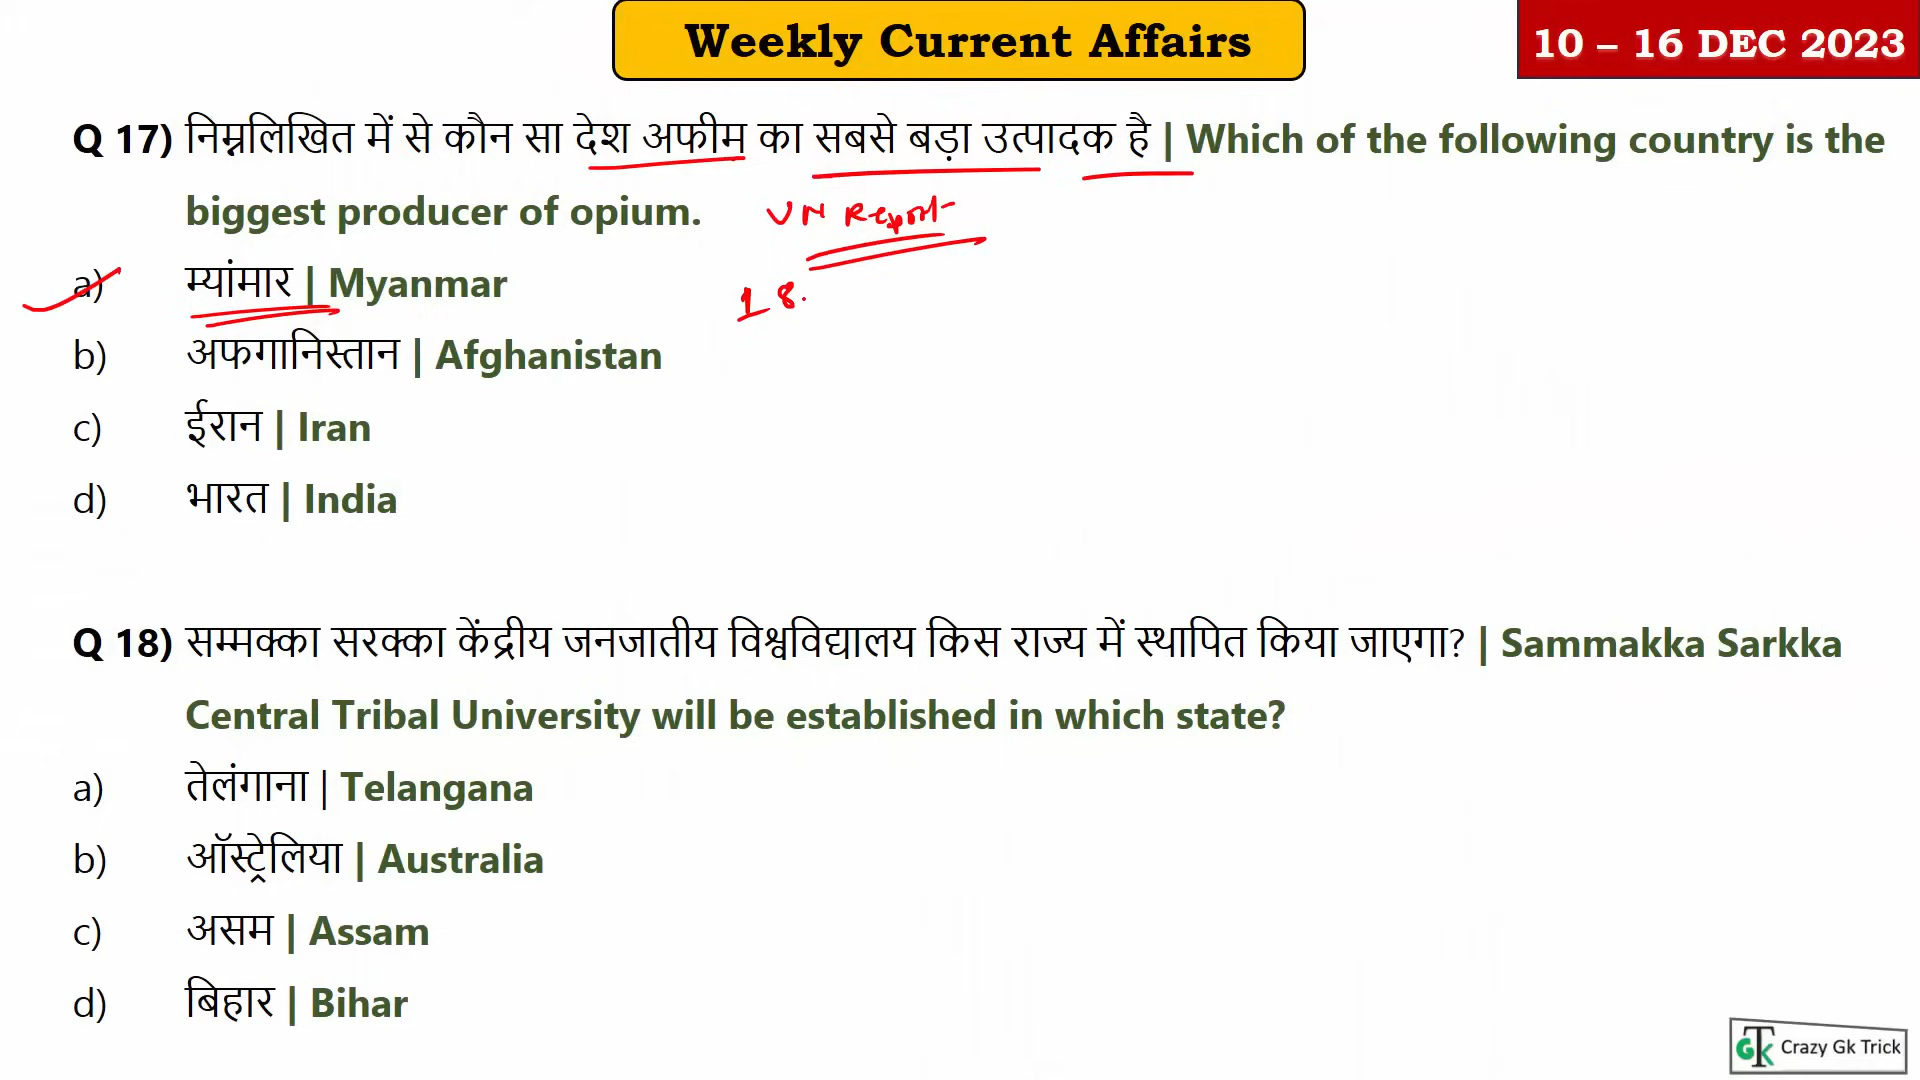 Weekly Current Affairs
10 – 16 DEC 2023
Q 17) निम्नलिखित में से कौन सा देश अफीम का सबसे बड़ा उत्पादक है | Which of the following country is the
biggest producer of opium.
UN Report
a) म्यांमार | Myanmar
18.
b) अफगानिस्तान | Afghanistan
c) ईरान | Iran
d) भारत | India
Q 18) सम्मक्का सरक्का केंद्रीय जनजातीय विश्वविद्यालय किस राज्य में स्थापित किया जाएगा? | Sammakka Sarkka
Central Tribal University will be established in which state?
a) तेलंगाना | Telangana
b) ऑस्ट्रेलिया | Australia
c) असम | Assam
d) बिहार | Bihar
GTK Crazy Gk Trick